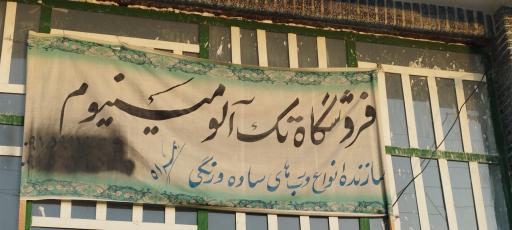 فروشگاه تک آلومینیوم
سازنده انواع درب های ساده و رنگی